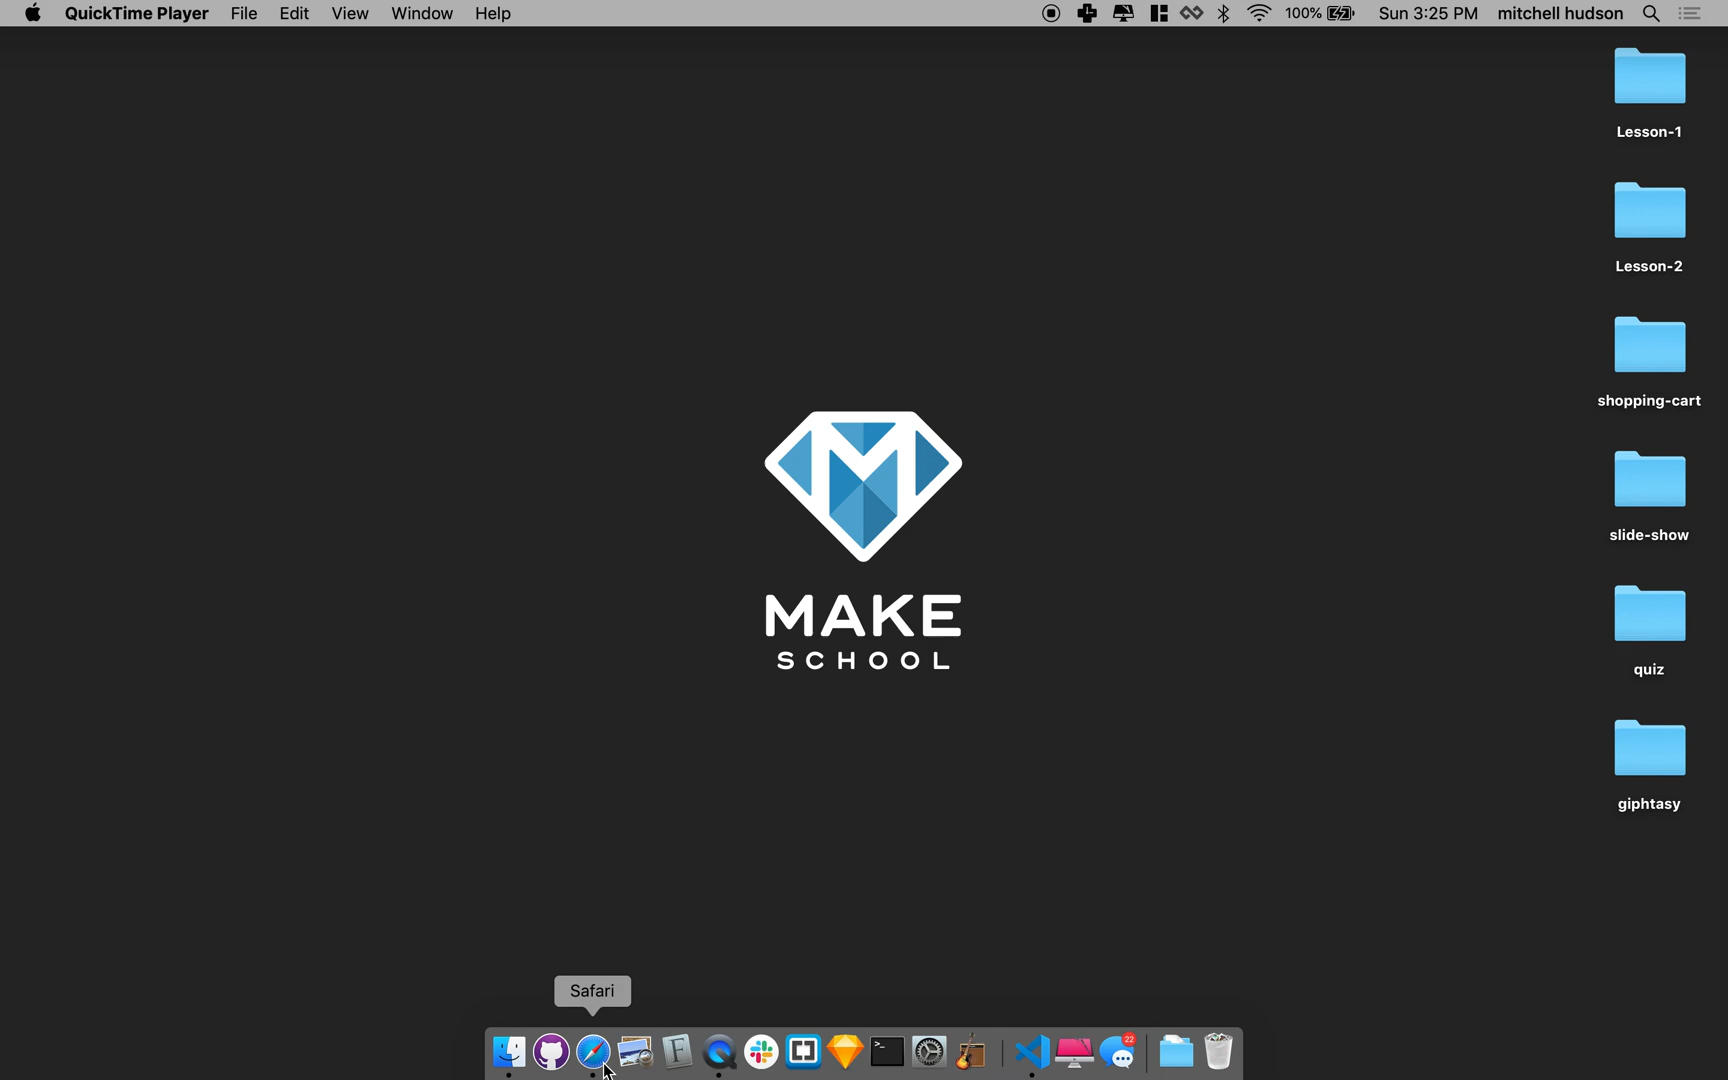 QuickTime Player File Edit View Window Help 100% Sun 3:25 PM mitchell hudson
Lesson-1
Lesson-2
shopping-cart
slide-show
quiz
giphtasy
MAKE
SCHOOL
Safari
22